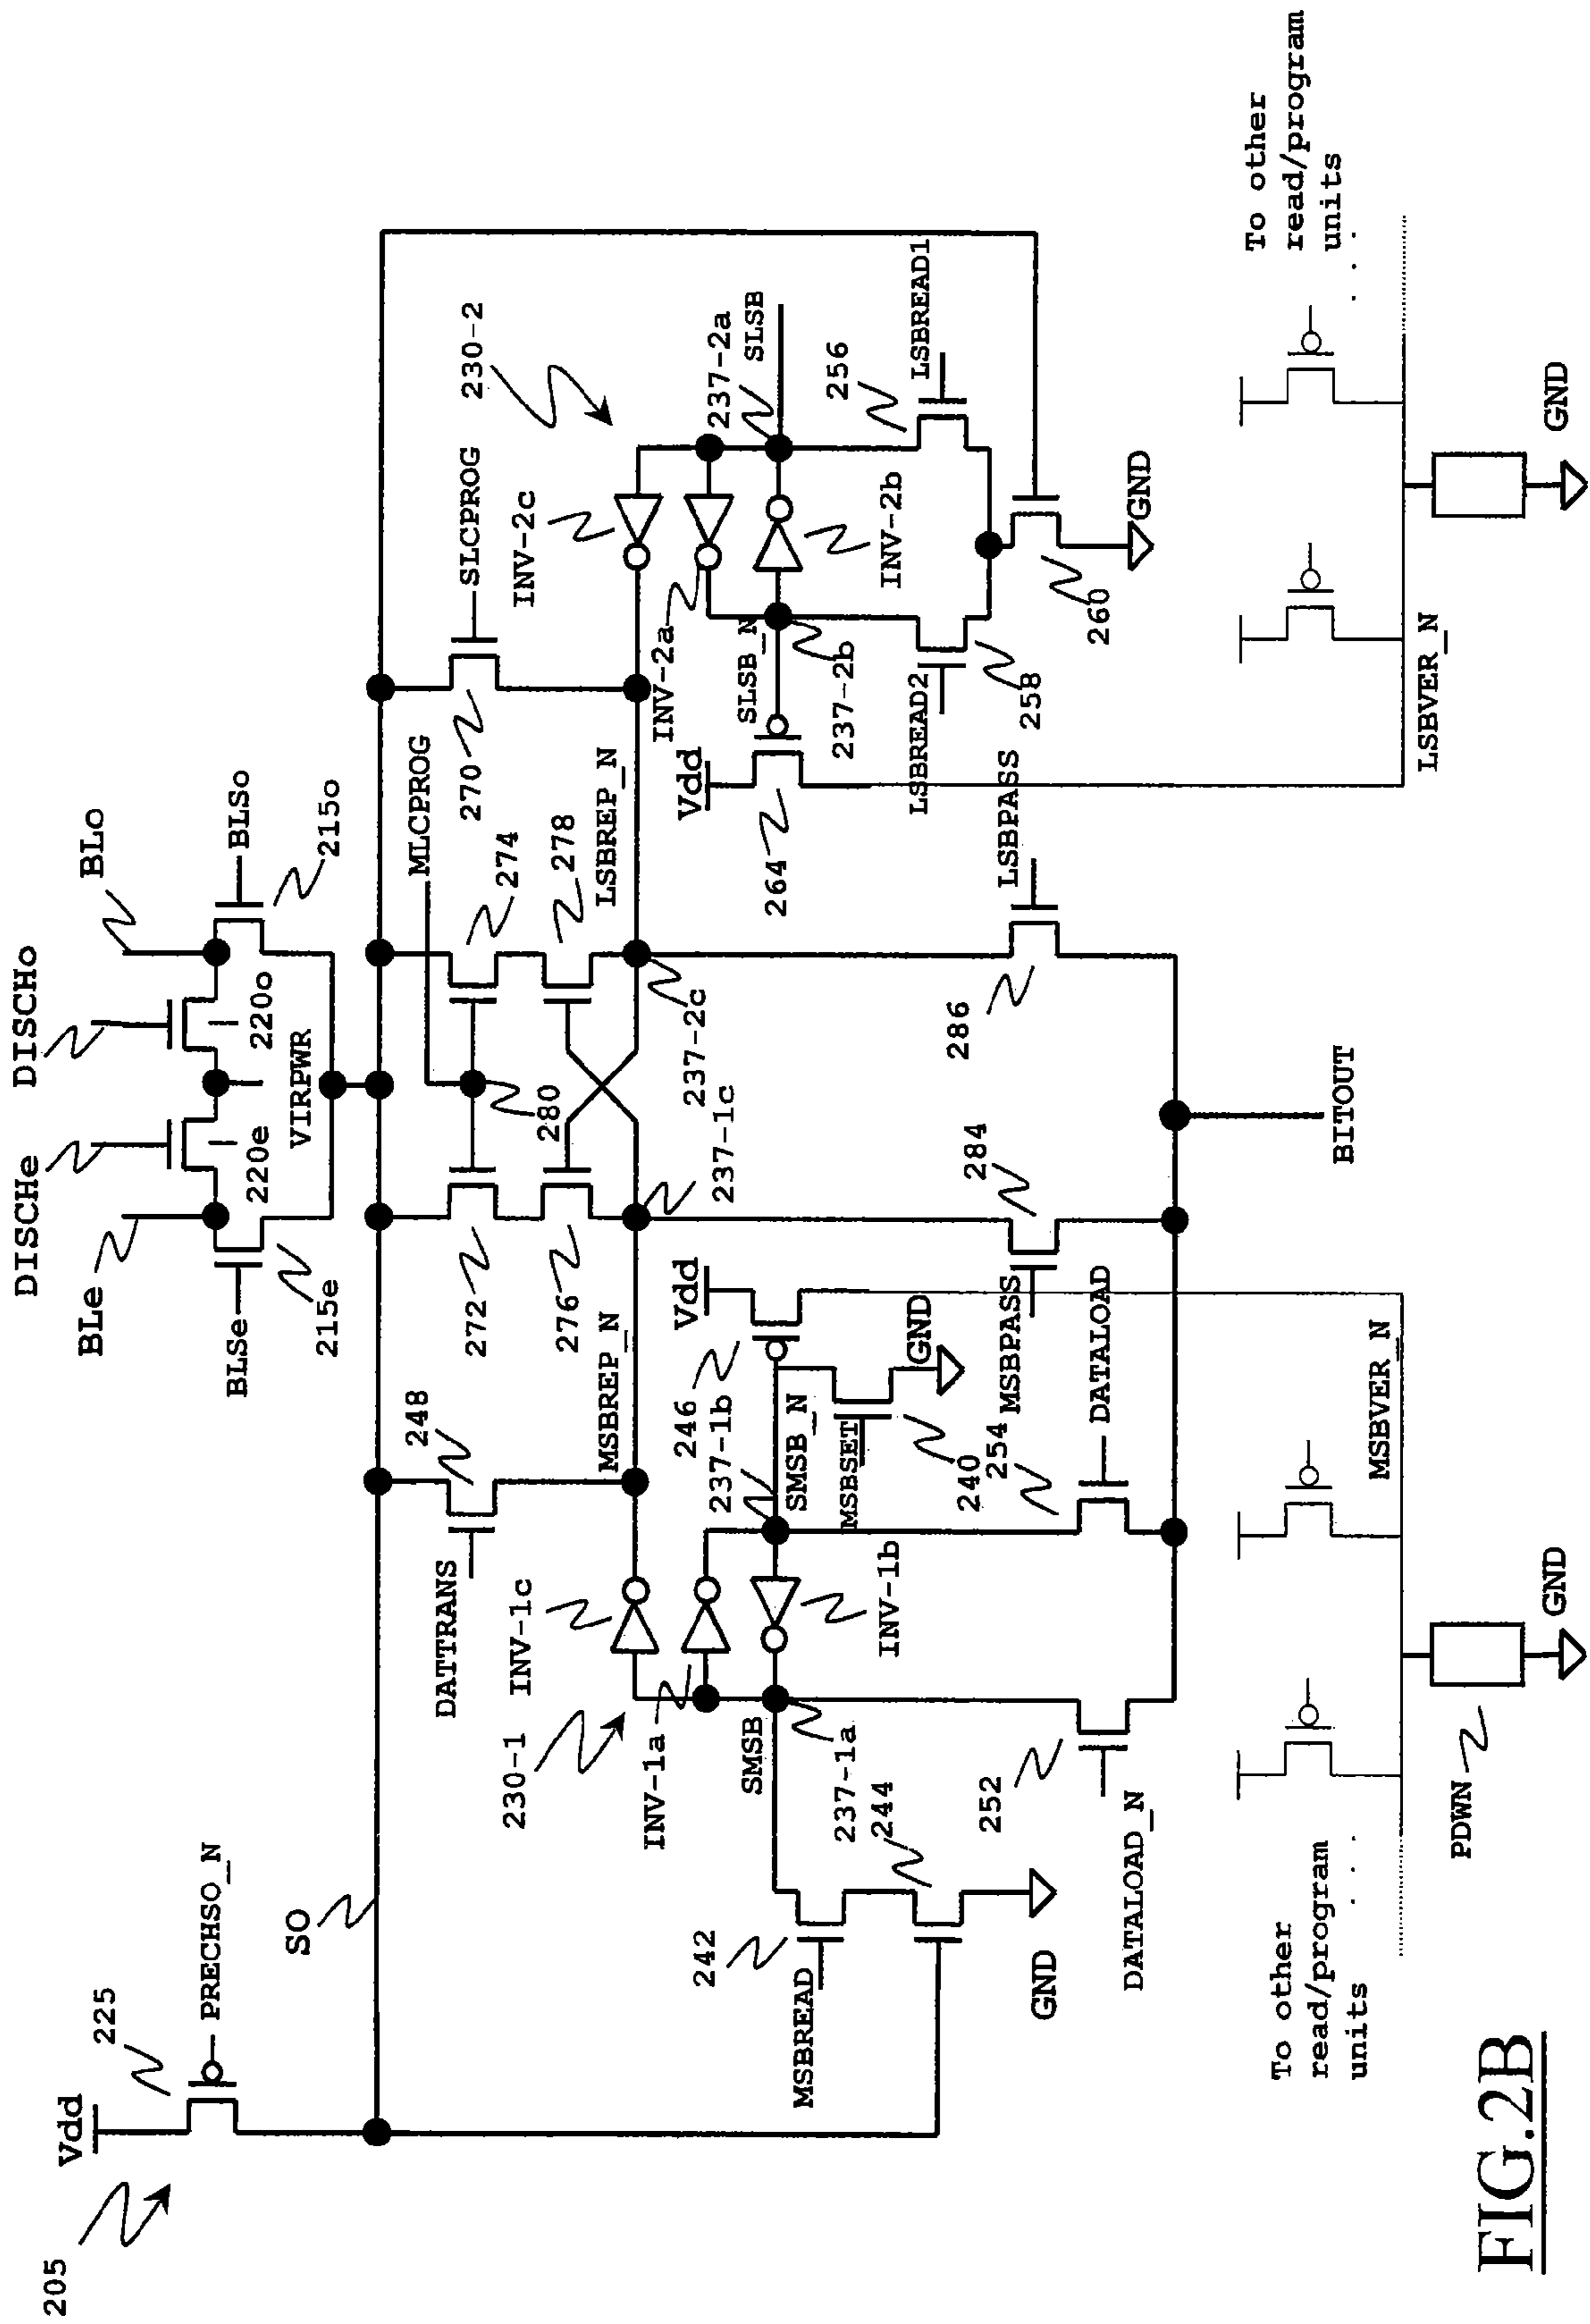 205
Vdd
225
PRECHSO_N
SO
DISCHe
DISCHo
BLe
BLo
BLSe
BLSo
215e
215o
220e
220o
VIRPWR
DATTRANS
248
272
276
MLCPROG
274
278
280
270
SLCPROG
MSBREP_N
LSBREP_N
237-1c
237-2c
230-1
INV-1c
INV-1a
INV-1b
SMSB
237-1a
237-1b
SMSB_N
246
Vdd
MSBSET
240
GND
242
MSBREAD
244
GND
252
DATALOAD_N
254
DATALOAD
MSBPASS
284
286
LSBPASS
BITOUT
230-2
INV-2c
INV-2a
INV-2b
SLSB_N
237-2b
237-2a
SLSB
Vdd
264
LSBREAD2
258
256
LSBREAD1
260
GND
To other
read/program
units
. . .
MSBVER_N
PDWN
GND
To other
read/program
units
. . .
LSBVER_N
GND
FIG.2B